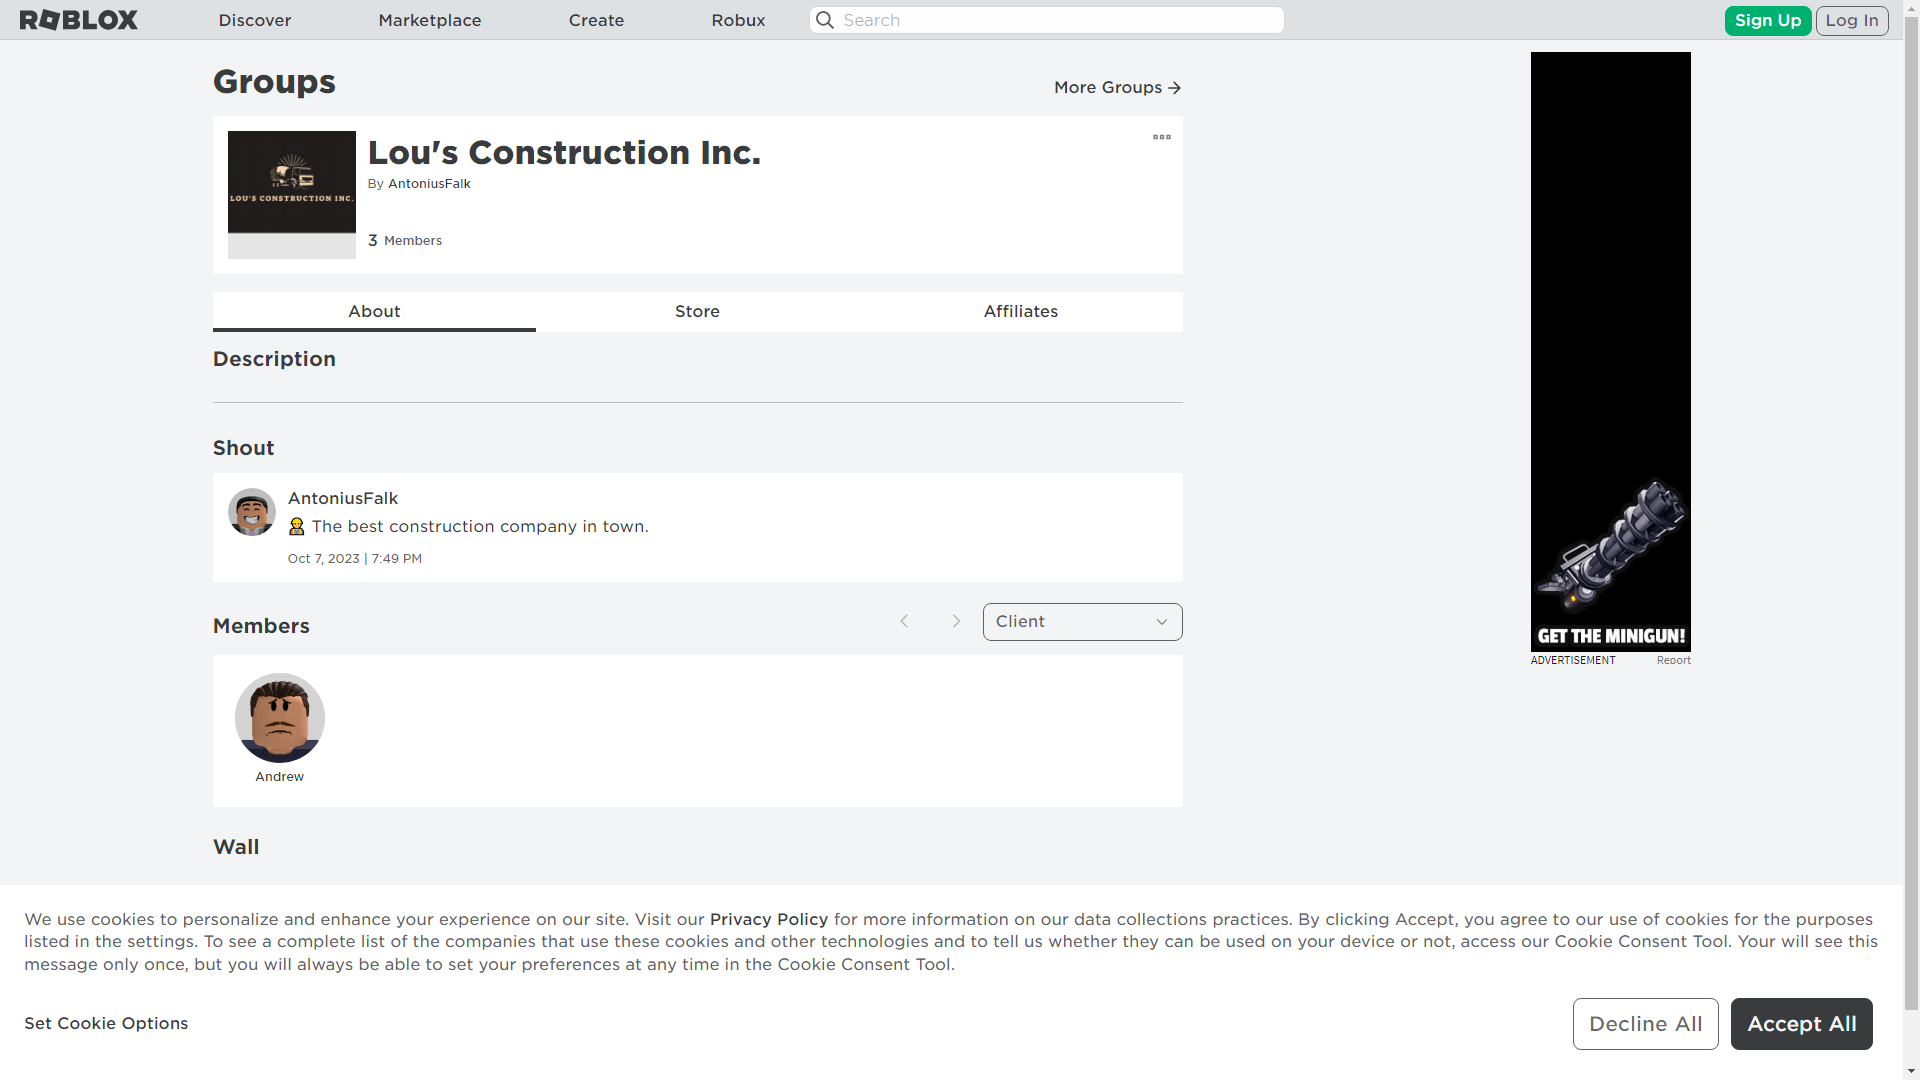 ROBLOX
Discover
Marketplace
Create
Robux
Search
Sign Up
Log In
Groups
More Groups
LOU'S CONSTRUCTION INC.
Lou's Construction Inc.
By AntoniusFalk
3 Members
About
Store
Affiliates
Description
Shout
AntoniusFalk
👷 The best construction company in town.
Oct 7, 2023 | 7:49 PM
Members
Client
Andrew
Wall
GET THE MINIGUN!
ADVERTISEMENT
Report
We use cookies to personalize and enhance your experience on our site. Visit our Privacy Policy for more information on our data collections practices. By clicking Accept, you agree to our use of cookies for the purposes
listed in the settings. To see a complete list of the companies that use these cookies and other technologies and to tell us whether they can be used on your device or not, access our Cookie Consent Tool. Your will see this
message only once, but you will always be able to set your preferences at any time in the Cookie Consent Tool.
Set Cookie Options
Decline All
Accept All